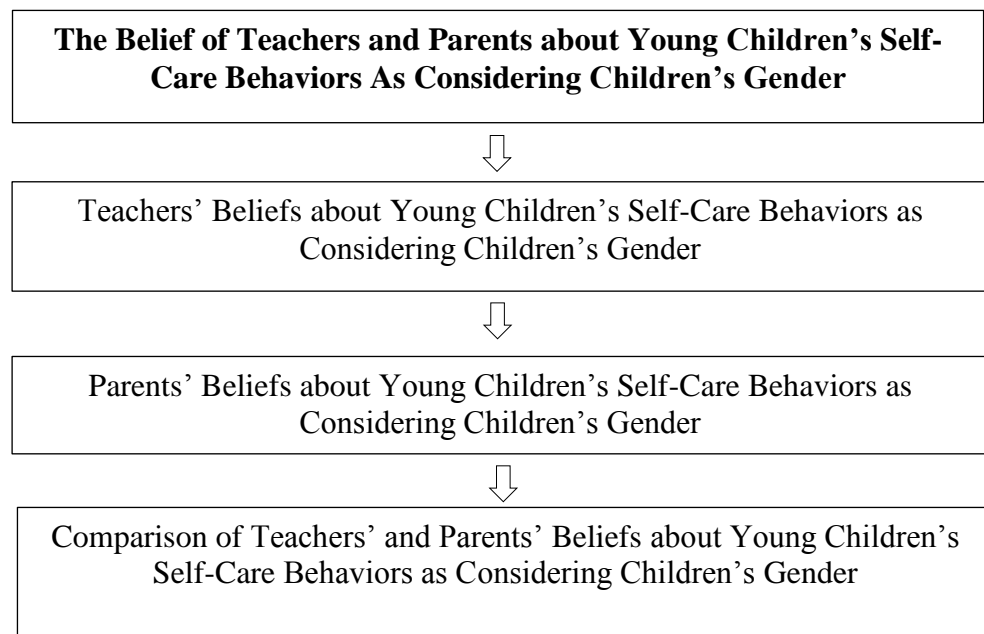 The Belief of Teachers and Parents about Young Children’s Self-
Care Behaviors As Considering Children’s Gender
Teachers’ Beliefs about Young Children’s Self-Care Behaviors as
Considering Children’s Gender
Parents’ Beliefs about Young Children’s Self-Care Behaviors as
Considering Children’s Gender
Comparison of Teachers’ and Parents’ Beliefs about Young Children’s
Self-Care Behaviors as Considering Children’s Gender